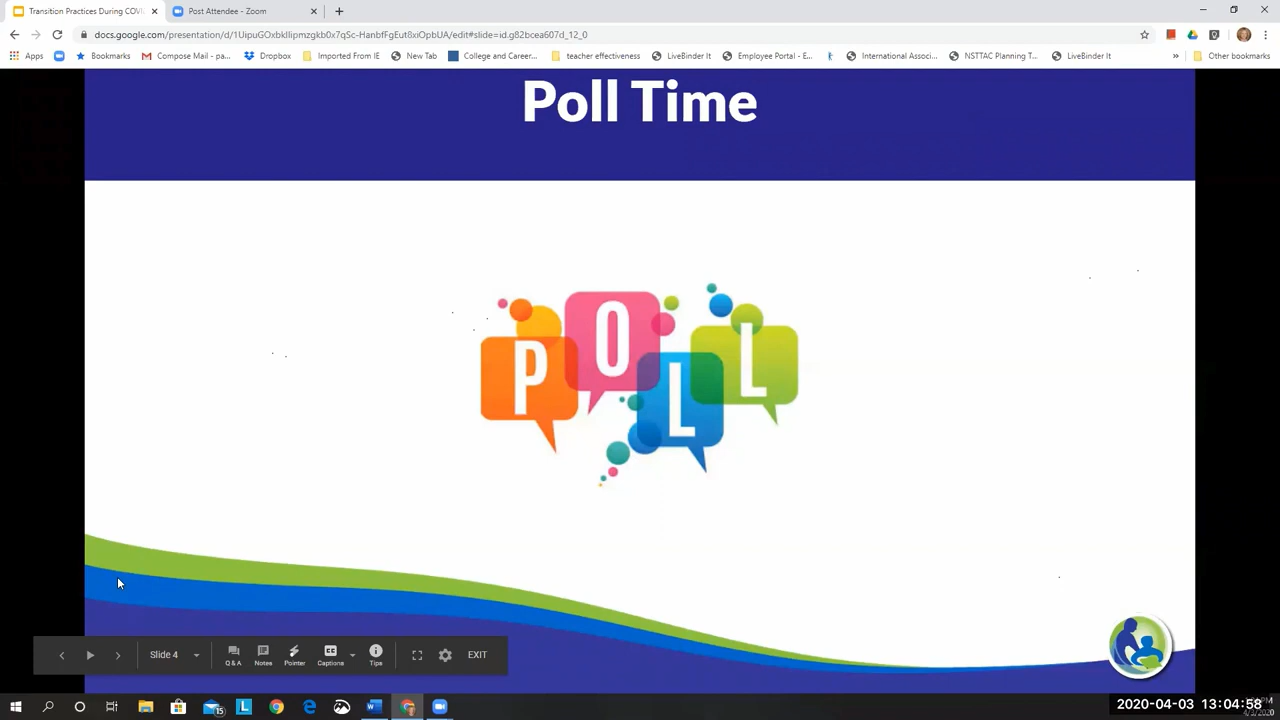 Transition Practices During COVI
Post Attendee - Zoom
docs.google.com/presentation/d/1UipuGOxbkdlipmzgkb0x7qSc-HanbfFgEut8xiOpbUA/edit#slide=id.g82bcea607d_12_0
Apps Bookmarks Compose Mail - pa... Dropbox Imported From IE New Tab College and Career... teacher effectiveness LiveBinder It Employee Portal - E... International Associ... NSTTAC Planning T... LiveBinder It » Other bookmarks
Poll Time
POLL
Slide 4 Q & A Notes Pointer Captions Tips EXIT
15
2020-04-03 13:04:58